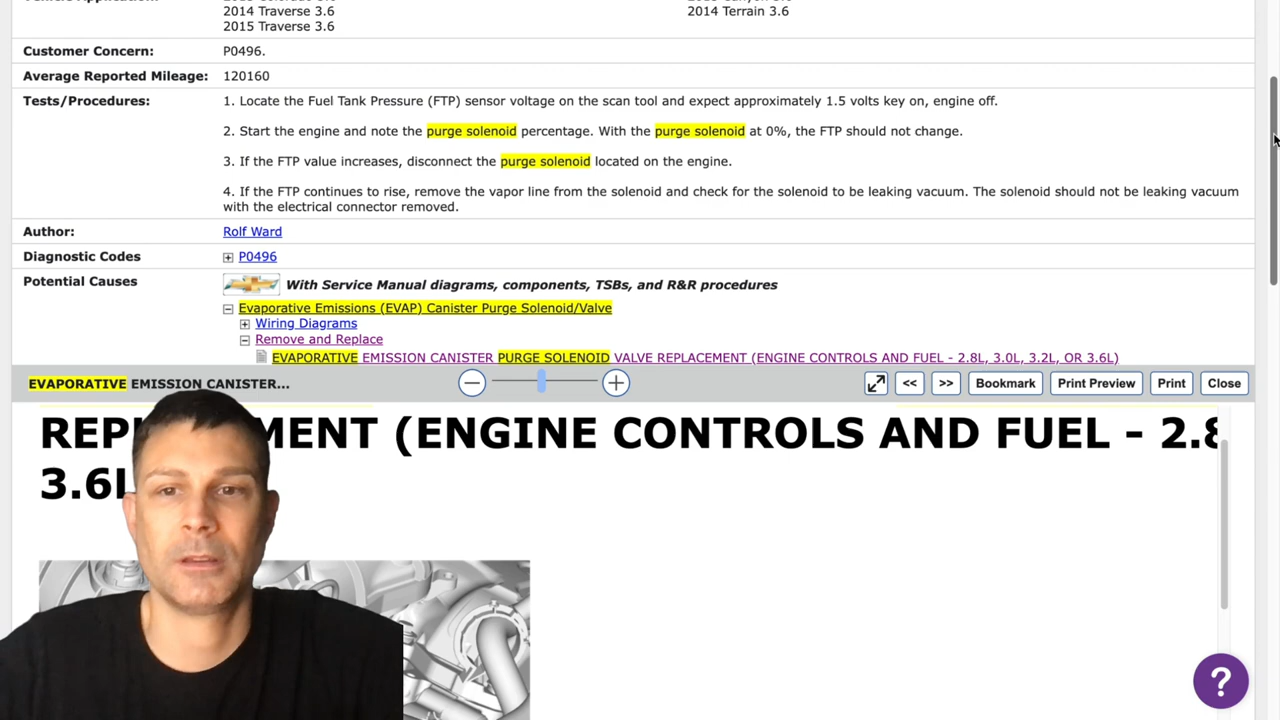 2014 Traverse 3.6
2014 Terrain 3.6
2015 Traverse 3.6
Customer Concern: P0496.
Average Reported Mileage: 120160
Tests/Procedures: 1. Locate the Fuel Tank Pressure (FTP) sensor voltage on the scan tool and expect approximately 1.5 volts key on, engine off.
2. Start the engine and note the purge solenoid percentage. With the purge solenoid at 0%, the FTP should not change.
3. If the FTP value increases, disconnect the purge solenoid located on the engine.
4. If the FTP continues to rise, remove the vapor line from the solenoid and check for the solenoid to be leaking vacuum. The solenoid should not be leaking vacuum
with the electrical connector removed.
Author: Rolf Ward
Diagnostic Codes P0496
Potential Causes With Service Manual diagrams, components, TSBs, and R&R procedures
Evaporative Emissions (EVAP) Canister Purge Solenoid/Valve
Wiring Diagrams
Remove and Replace
EVAPORATIVE EMISSION CANISTER PURGE SOLENOID VALVE REPLACEMENT (ENGINE CONTROLS AND FUEL - 2.8L, 3.0L, 3.2L, OR 3.6L)
EVAPORATIVE EMISSION CANISTER... << >> Bookmark Print Preview Print Close
(ENGINE CONTROLS AND FUEL - 2.8
3.6L
?